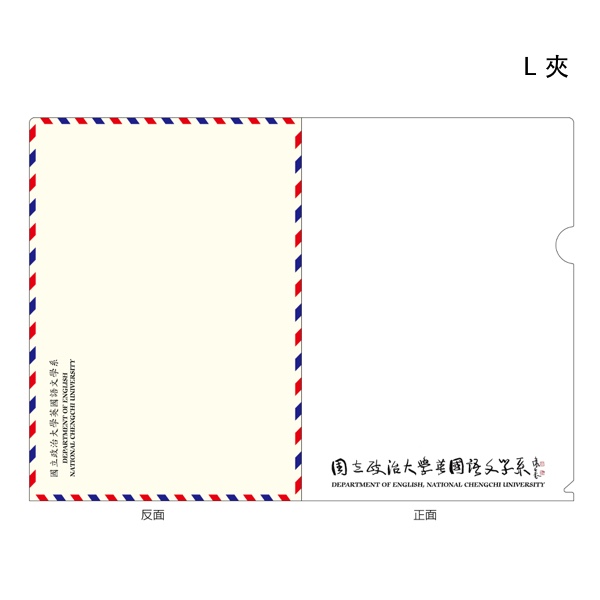 L 夾
國立政治大學英國語文學系
DEPARTMENT OF ENGLISH
NATIONAL CHENGCHI UNIVERSITY
国立政治大學英國語文学系
DEPARTMENT OF ENGLISH, NATIONAL CHENGCHI UNIVERSITY
反面
正面